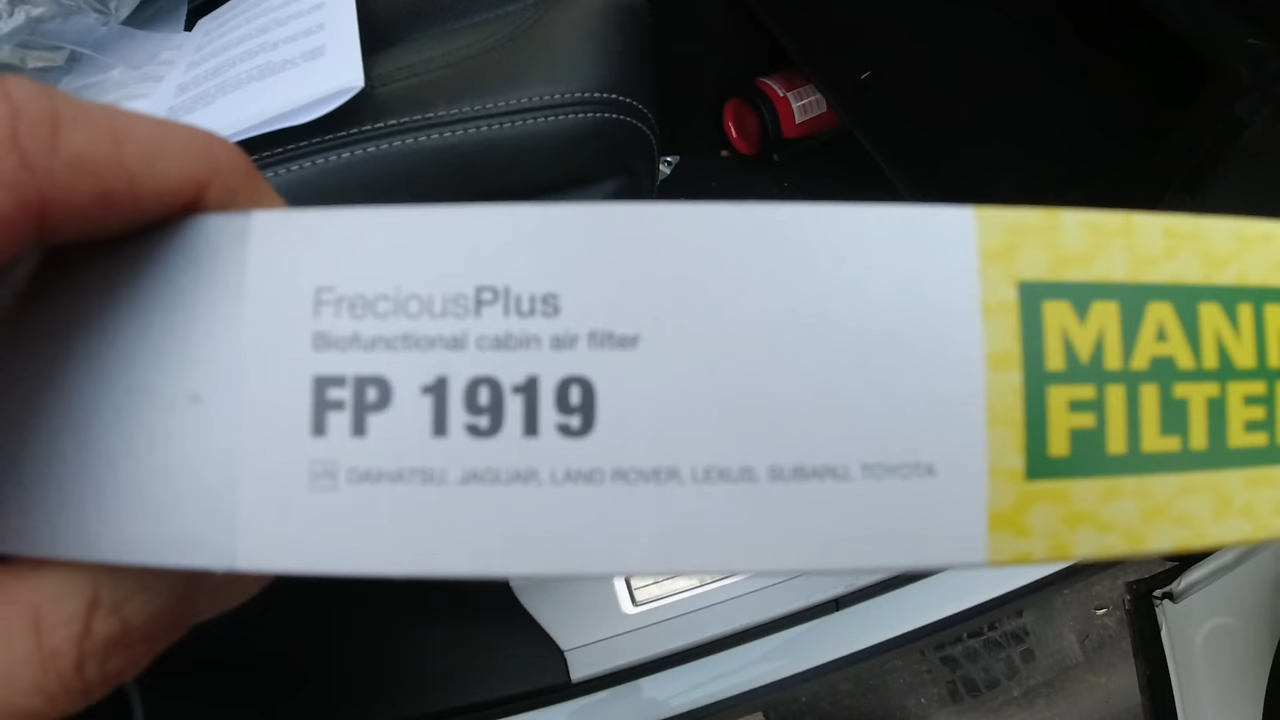 FreciousPlus
Biofunctional cabin air filter
FP 1919
DAIHATSU, JAGUAR, LAND ROVER, LEXUS, SUBARU, TOYOTA
MANN
FILTER